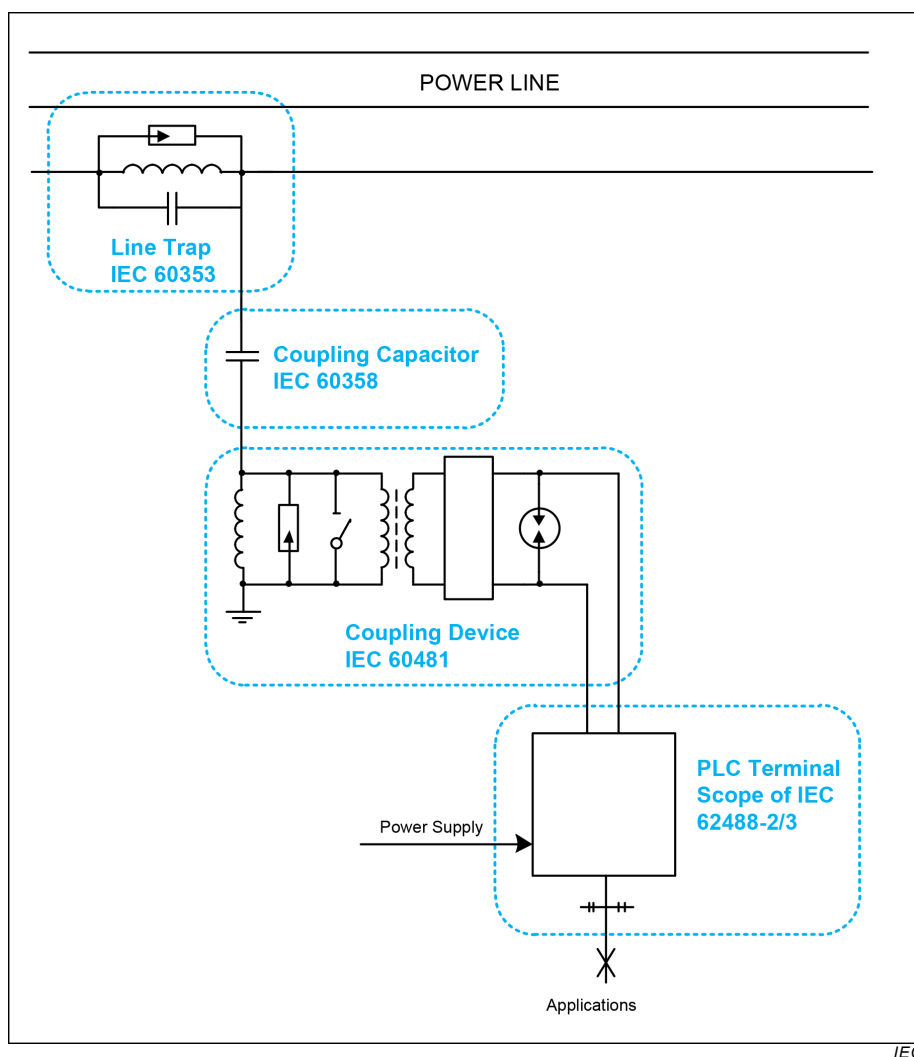 POWER LINE
Line Trap
IEC 60353
Coupling Capacitor
IEC 60358
Coupling Device
IEC 60481
PLC Terminal
Scope of IEC
62488-2/3
Power Supply
Applications
IEC